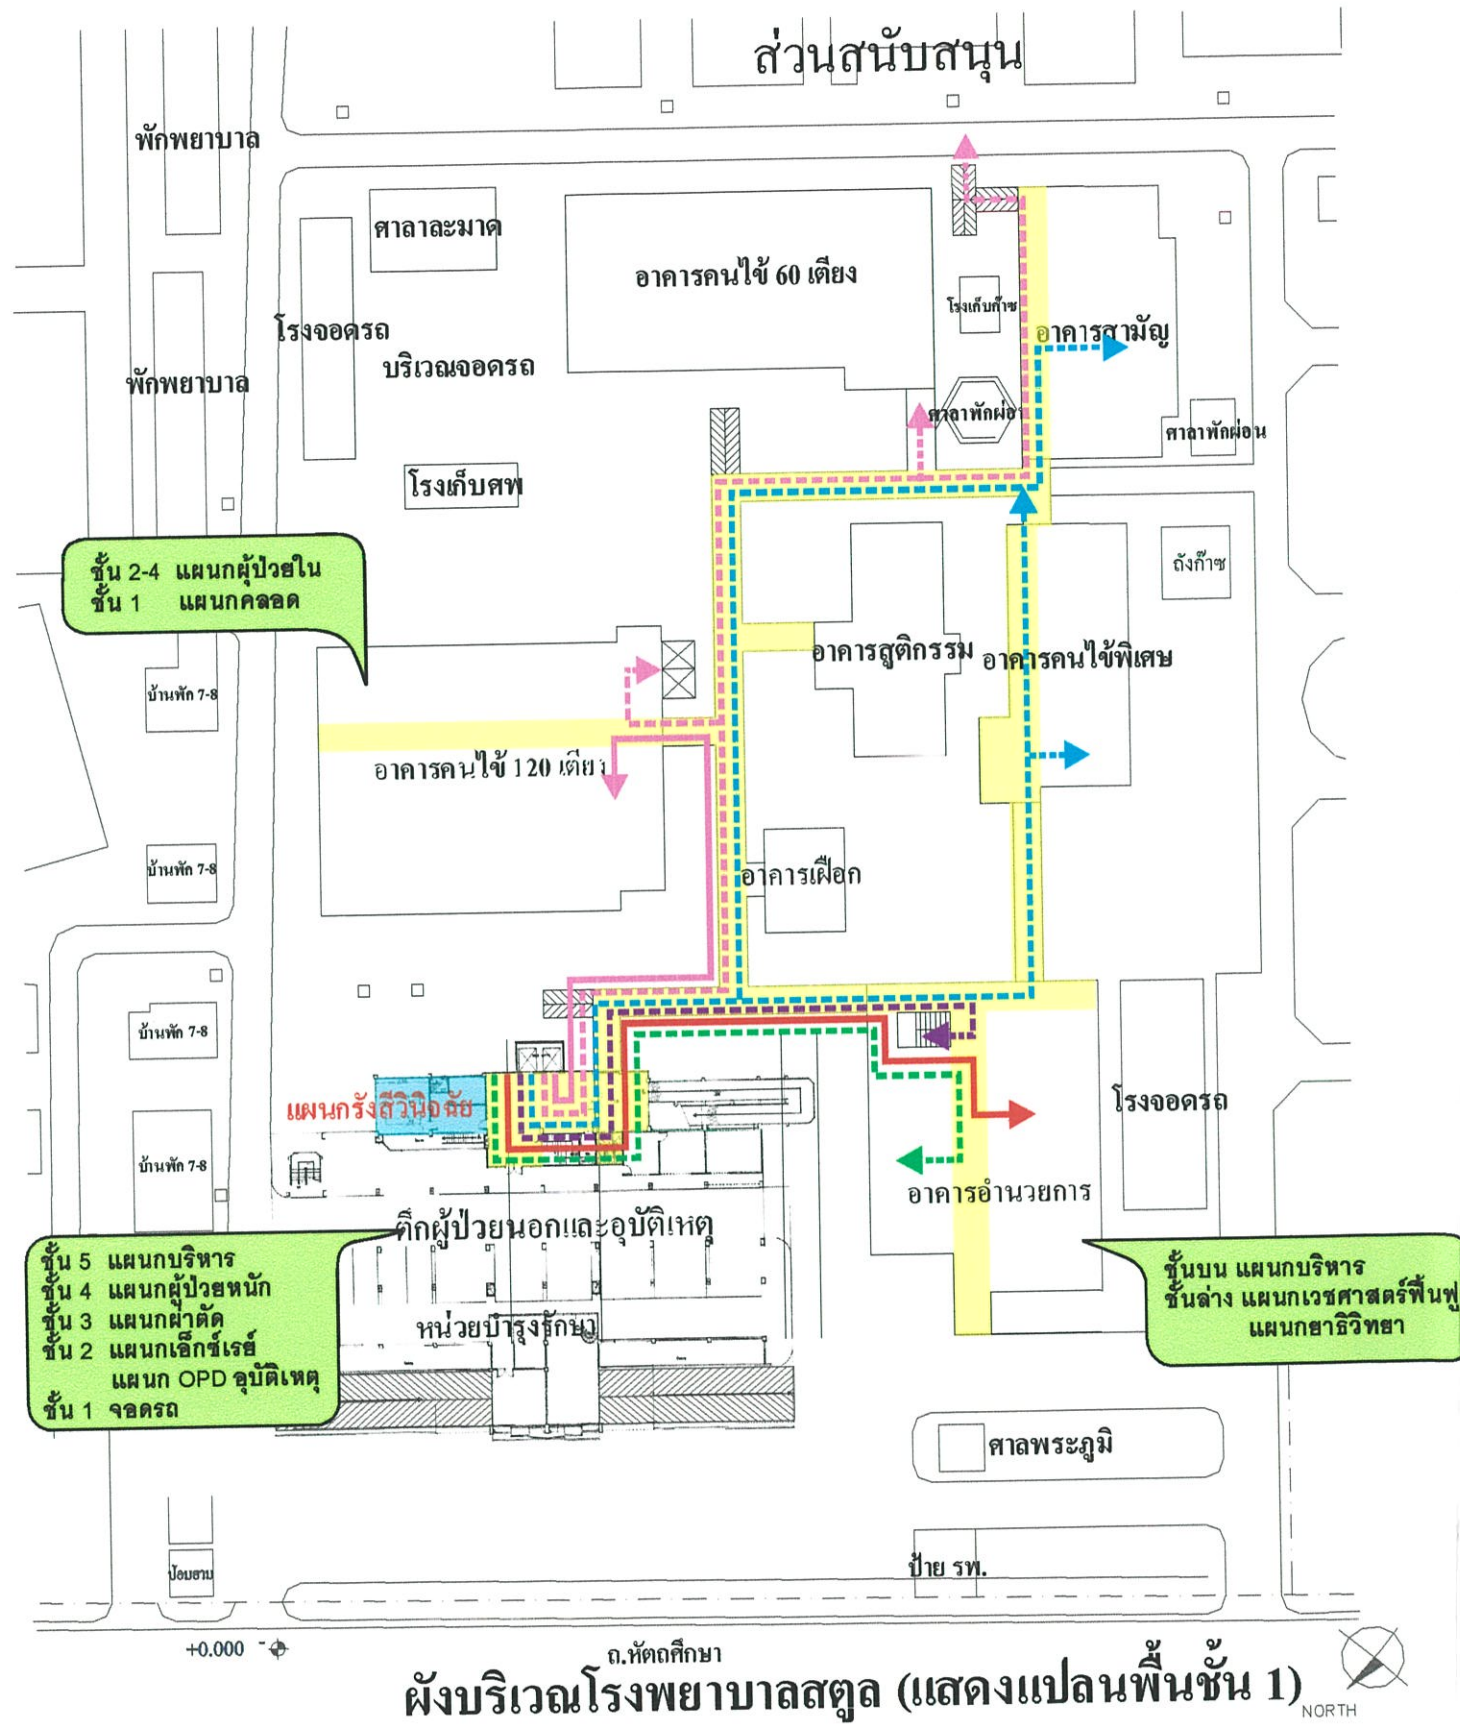 ส่วนสนับสนุน
พักพยาบาล
ศาลาละมาด
อาคารคนไข้ 60 เตียง
โรงเก็บก๊าซ
โรงจอดรถ
อาคารสามัญ
บริเวณจอดรถ
พักพยาบาล
ศาลาพักผ่อน
ศาลาพักผ่อน
โรงเก็บศพ
ถังก๊าซ
ชั้น 2-4 แผนกผู้ป่วยใน
ชั้น 1 แผนกคลอด
อาคารสูติกรรม
อาคารคนไข้พิเศษ
บ้านพัก 7-8
อาคารคนไข้ 120 เตียง
บ้านพัก 7-8
อาคารเฝือก
บ้านพัก 7-8
แผนกรังสีวินิจฉัย
โรงจอดรถ
บ้านพัก 7-8
อาคารอำนวยการ
ตึกผู้ป่วยนอกและอุบัติเหตุ
ชั้น 5 แผนกบริหาร
ชั้น 4 แผนกผู้ป่วยหนัก
ชั้น 3 แผนกผ่าตัด
ชั้น 2 แผนกเอ็กซ์เรย์
แผนก OPD อุบัติเหตุ
ชั้น 1 จอดรถ
หน่วยบำรุงรักษา
ชั้นบน แผนกบริหาร
ชั้นล่าง แผนกเวชศาสตร์ฟื้นฟู
แผนกยาธิวิทยา
ศาลพระภูมิ
ป้าย รพ.
ป้อมยาม
+0.000
ถ.หัตถศึกษา
ผังบริเวณโรงพยาบาลสตูล (แสดงแปลนพื้นชั้น 1)
NORTH